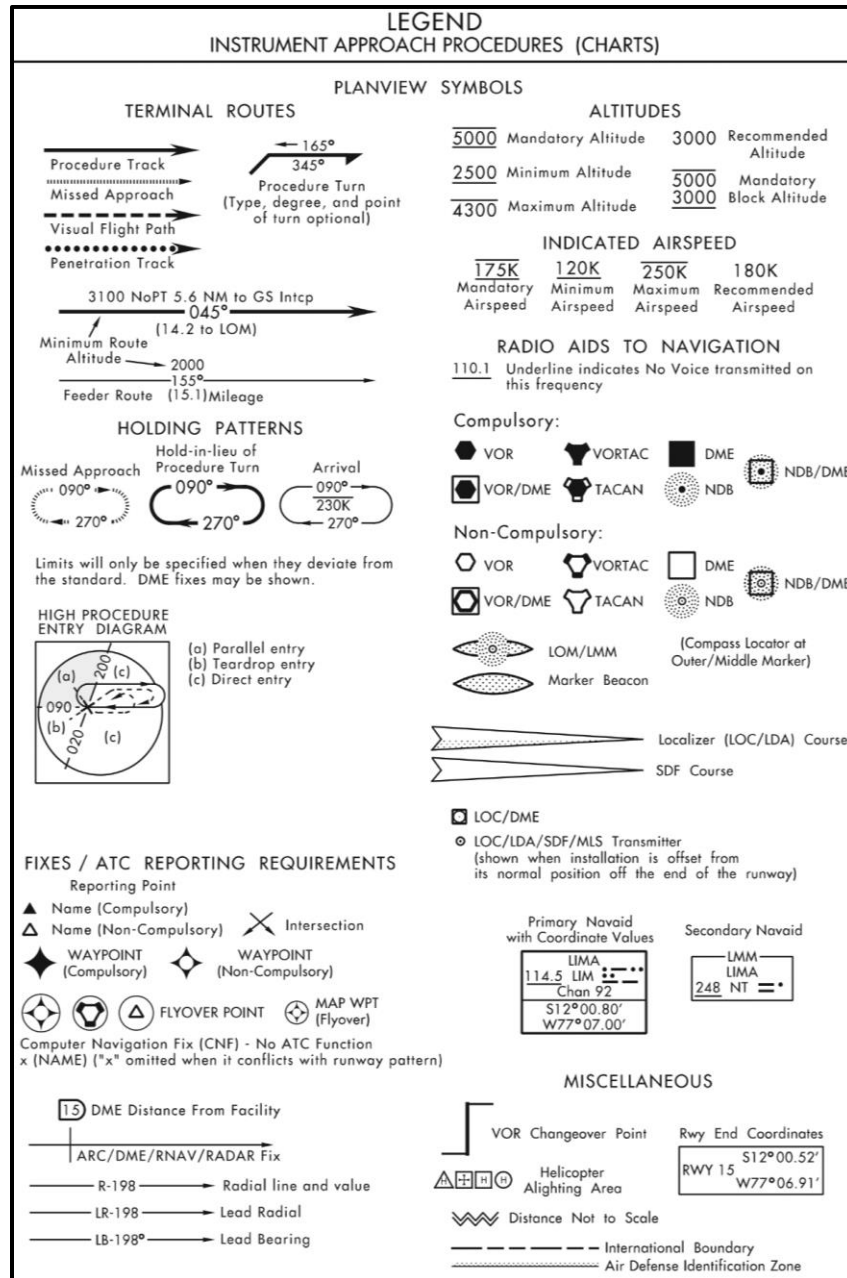 LEGEND
INSTRUMENT APPROACH PROCEDURES (CHARTS)
PLANVIEW SYMBOLS
TERMINAL ROUTES
Procedure Track
Missed Approach
Visual Flight Path
Penetration Track
165°
345°
Procedure Turn
(Type, degree, and point
of turn optional)
3100 NoPT 5.6 NM to GS Intcp
045°
(14.2 to LOM)
Minimum Route
Altitude
2000
155°
Feeder Route (15.1) Mileage
HOLDING PATTERNS
Missed Approach
090°
270°
Hold-in-lieu of
Procedure Turn
090°
270°
Arrival
090°
230K
270°
Limits will only be specified when they deviate from
the standard. DME fixes may be shown.
HIGH PROCEDURE
ENTRY DIAGRAM
(a)
200
(c)
090
(b)
020
(c)
(a) Parallel entry
(b) Teardrop entry
(c) Direct entry
FIXES / ATC REPORTING REQUIREMENTS
Reporting Point
Name (Compulsory)
Name (Non-Compulsory)
Intersection
WAYPOINT
(Compulsory)
WAYPOINT
(Non-Compulsory)
FLYOVER POINT
MAP WPT
(Flyover)
Computer Navigation Fix (CNF) - No ATC Function
x (NAME) ("x" omitted when it conflicts with runway pattern)
15 DME Distance From Facility
ARC/DME/RNAV/RADAR Fix
R-198 Radial line and value
LR-198 Lead Radial
LB-198° Lead Bearing
ALTITUDES
5000 Mandatory Altitude
3000 Recommended
Altitude
2500 Minimum Altitude
5000 Mandatory
3000 Block Altitude
4300 Maximum Altitude
INDICATED AIRSPEED
175K
Mandatory
Airspeed
120K
Minimum
Airspeed
250K
Maximum
Airspeed
180K
Recommended
Airspeed
RADIO AIDS TO NAVIGATION
110.1 Underline indicates No Voice transmitted on
this frequency
Compulsory:
VOR
VORTAC
DME
NDB/DME
VOR/DME
TACAN
NDB
Non-Compulsory:
VOR
VORTAC
DME
NDB/DME
VOR/DME
TACAN
NDB
LOM/LMM
(Compass Locator at
Outer/Middle Marker)
Marker Beacon
Localizer (LOC/LDA) Course
SDF Course
LOC/DME
LOC/LDA/SDF/MLS Transmitter
(shown when installation is offset from
its normal position off the end of the runway)
Primary Navaid
with Coordinate Values
LIMA
114.5 LIM
Chan 92
S12°00.80'
W77°07.00'
Secondary Navaid
LMM
LIMA
248 NT
MISCELLANEOUS
VOR Changeover Point
Rwy End Coordinates
RWY 15
S12°00.52'
W77°06.91'
H H H
Helicopter
Alighting Area
Distance Not to Scale
International Boundary
Air Defense Identification Zone